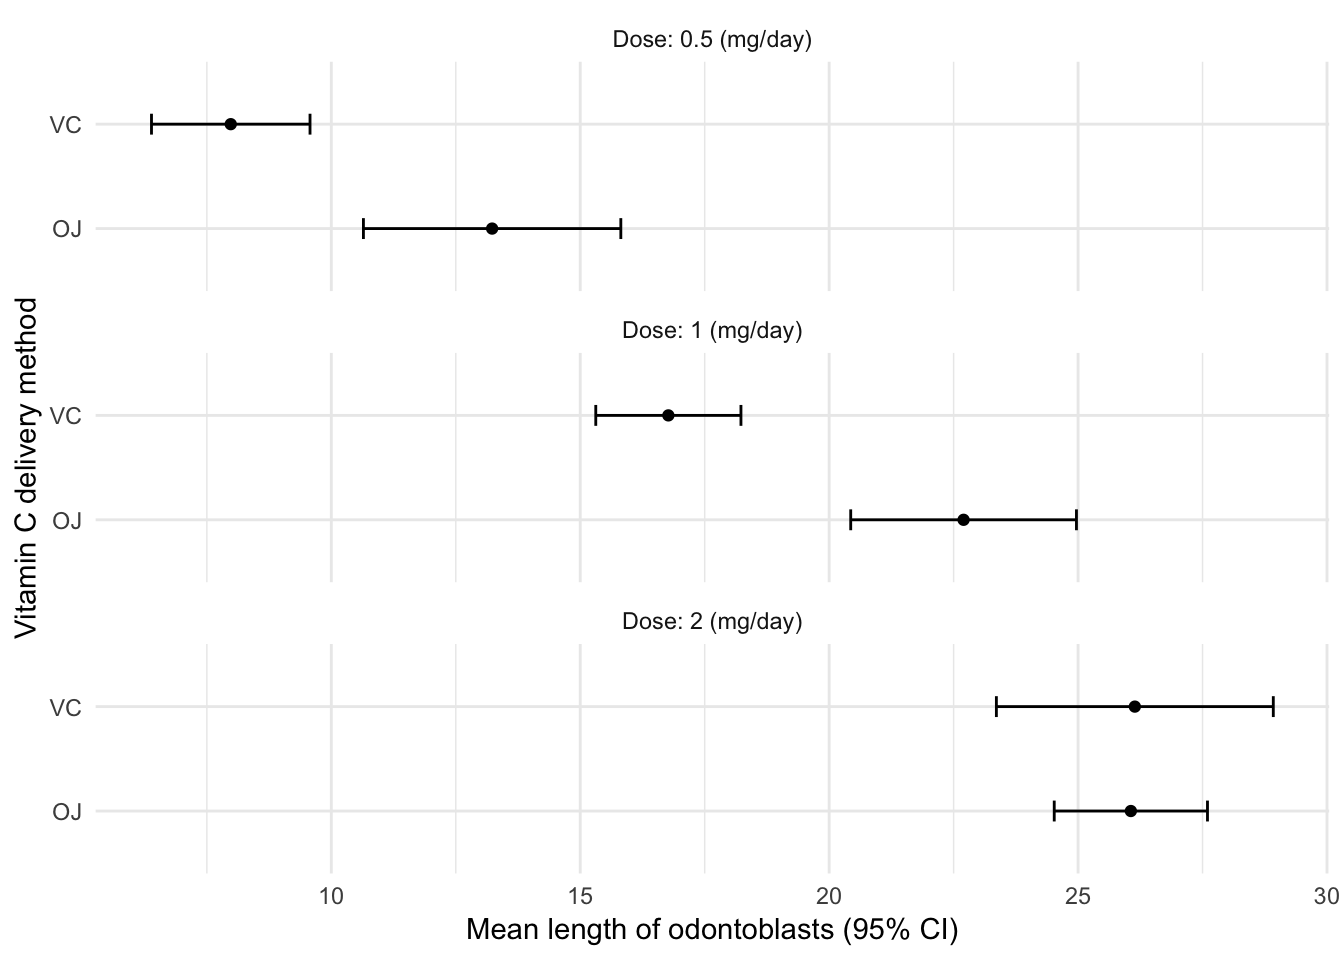 Dose: 0.5 (mg/day)
VC
OJ
Dose: 1 (mg/day)
VC
OJ
Dose: 2 (mg/day)
VC
OJ
10 15 20 25 30
Mean length of odontoblasts (95% CI)
Vitamin C delivery method